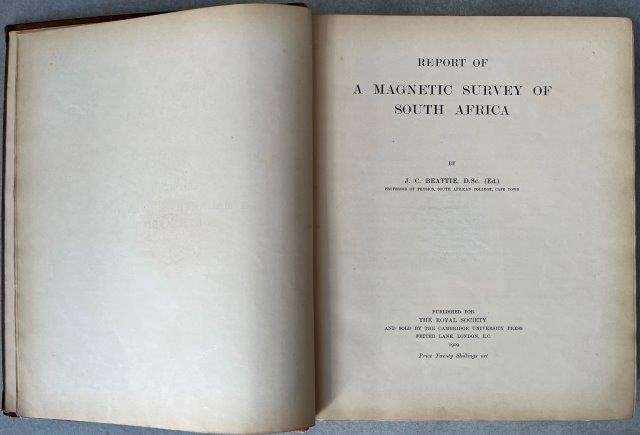 REPORT OF
A MAGNETIC SURVEY OF
SOUTH AFRICA
BY
J. C. BEATTIE, D.Sc. (Ed.)
PROFESSOR OF PHYSICS, SOUTH AFRICAN COLLEGE, CAPE TOWN
PUBLISHED FOR
THE ROYAL SOCIETY
AND SOLD BY THE CAMBRIDGE UNIVERSITY PRESS
FETTER LANE, LONDON, E.C.
1909
Price Twenty Shillings net